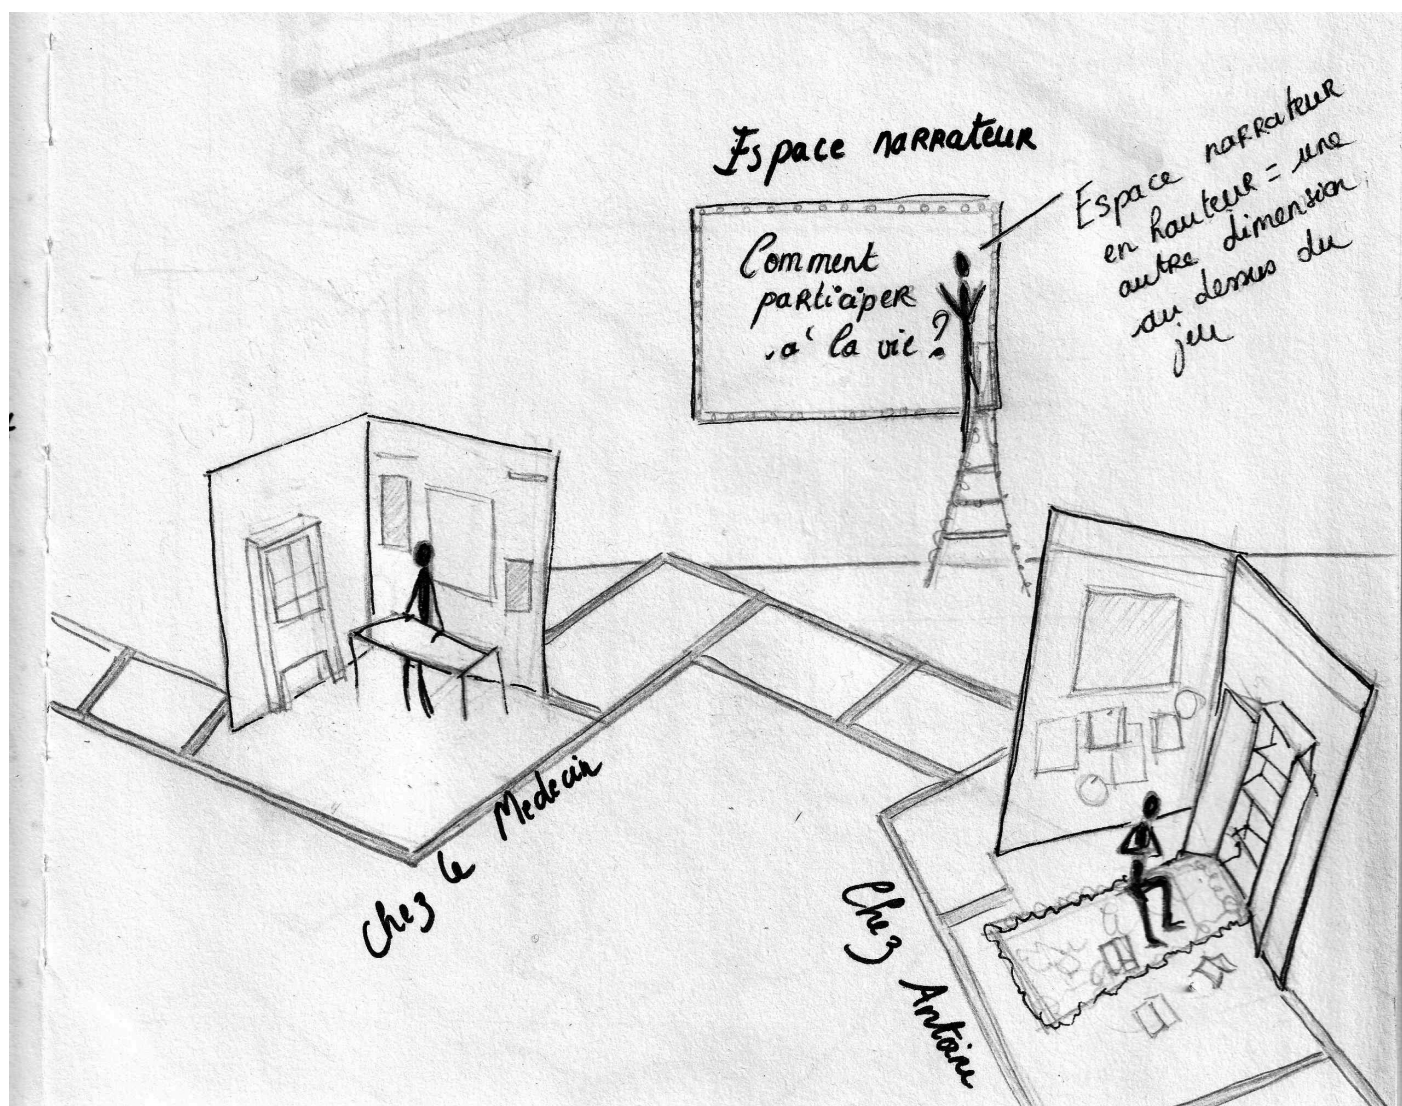 Espace narrateur
Comment
participer
à la vie ?
Espace narrateur
en hauteur = une
autre dimension
au dessus du
jeu
Chez le Medecin
Chez Antoine